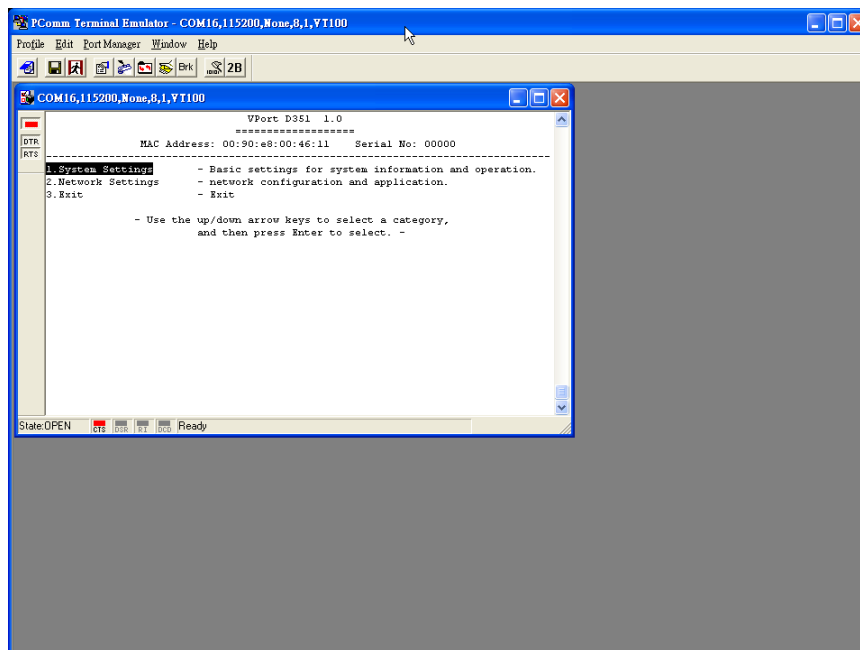 PComm Terminal Emulator - COM16,115200,None,8,1,VT100
Profile Edit Port Manager Window Help
Brk 2B
COM16,115200,None,8,1,VT100
DTR
RTS
VPort D351 1.0
===================
MAC Address: 00:90:e8:00:46:11 Serial No: 00000
--------------------------------------------------------------------------------
1.System Settings - Basic settings for system information and operation.
2.Network Settings - network configuration and application.
3.Exit - Exit
- Use the up/down arrow keys to select a category,
and then press Enter to select. -
State:OPEN CTS DSR RI DCD Ready